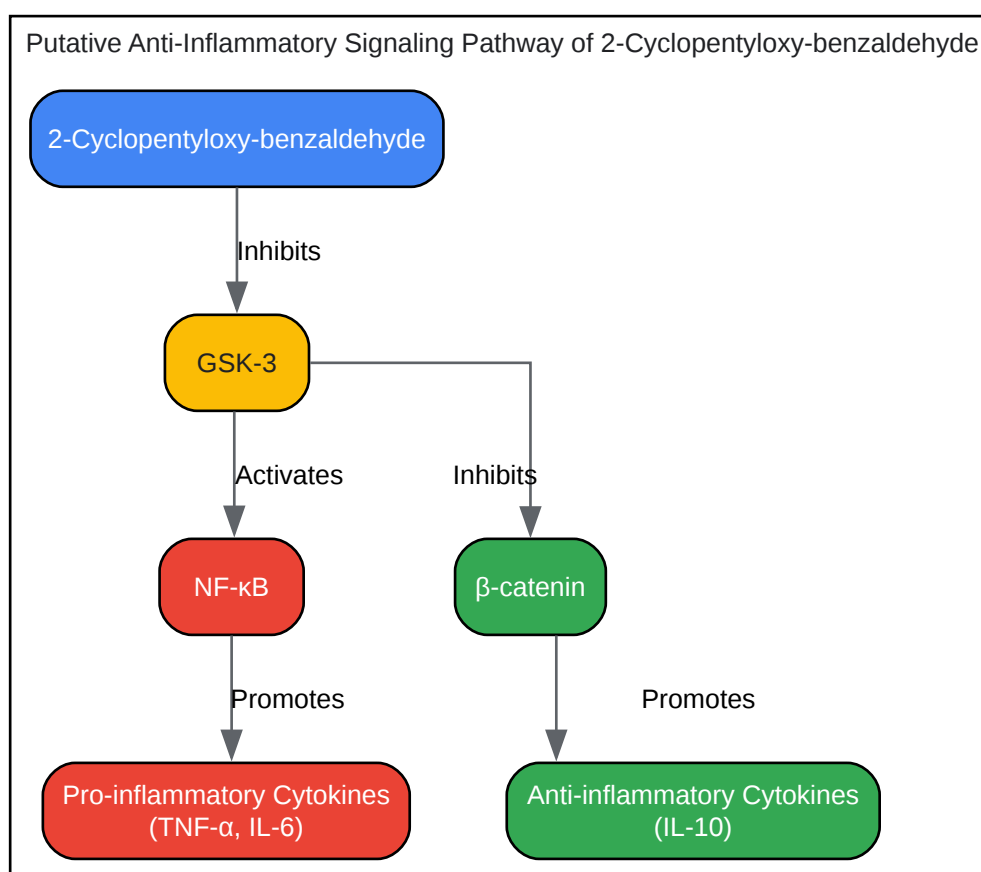 Putative Anti-Inflammatory Signaling Pathway of 2-Cyclopentyloxy-benzaldehyde
2-Cyclopentyloxy-benzaldehyde
Inhibits
GSK-3
Activates
Inhibits
NF-κB
β-catenin
Promotes
Promotes
Pro-inflammatory Cytokines
(TNF-α, IL-6)
Anti-inflammatory Cytokines
(IL-10)